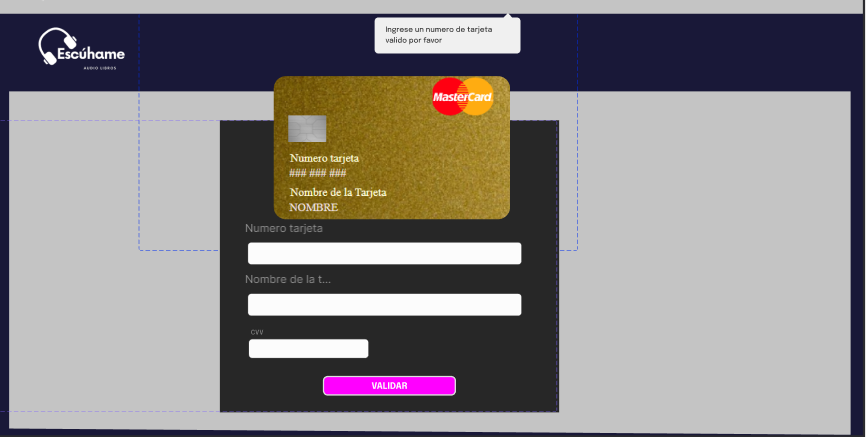 Ingrese un numero de tarjeta
valido por favor
Escúhame
AUDIO LIBROS
MasterCard
Numero tarjeta
### ### ###
Nombre de la Tarjeta
NOMBRE
Numero tarjeta
Nombre de la t...
CVV
VALIDAR